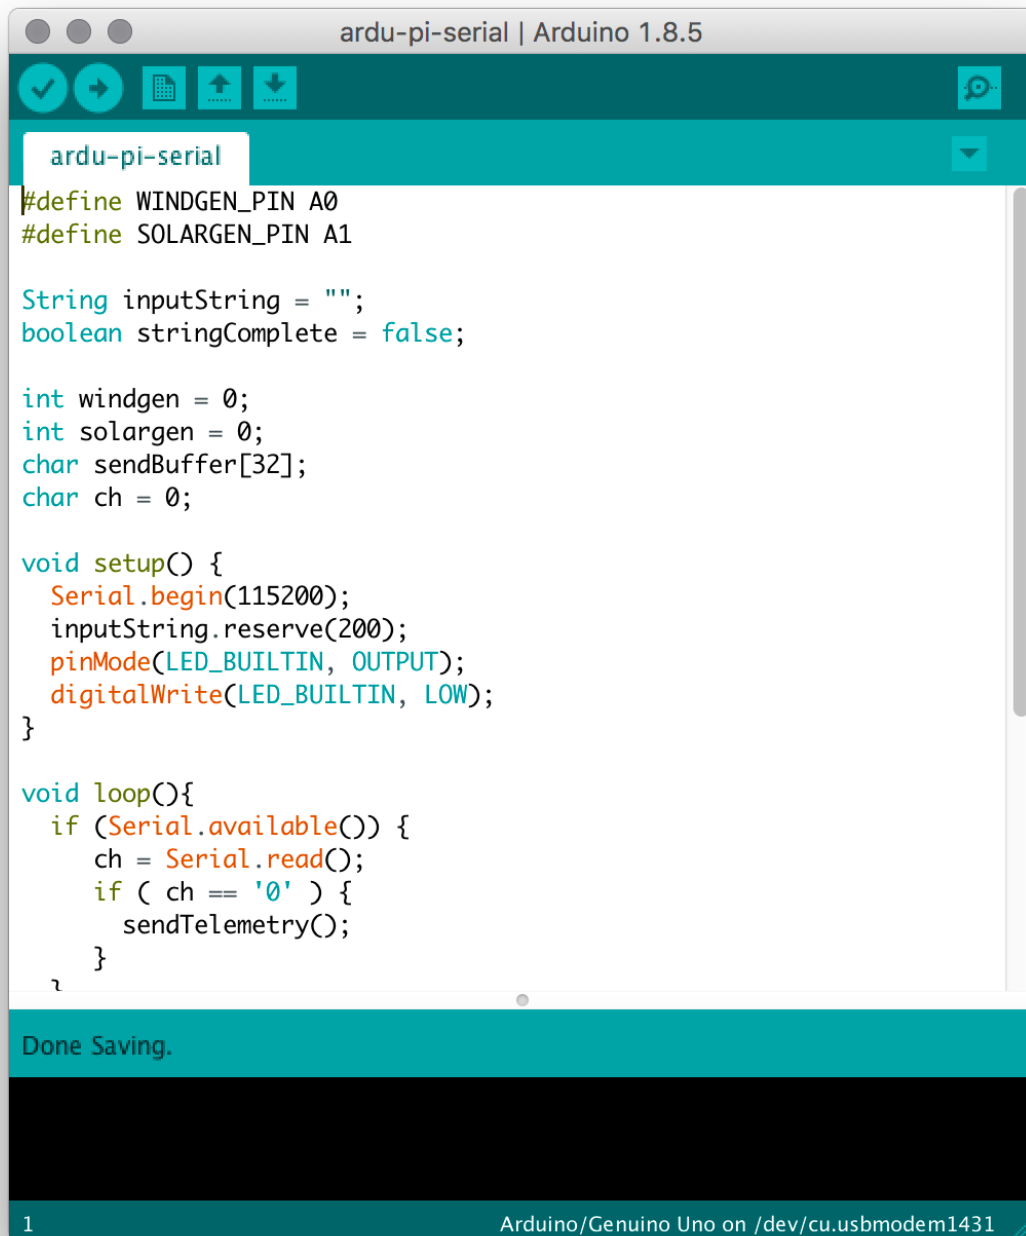 ardu-pi-serial | Arduino 1.8.5
ardu-pi-serial
#define WINDGEN_PIN A0
#define SOLARGEN_PIN A1
String inputString = "";
boolean stringComplete = false;
int windgen = 0;
int solargen = 0;
char sendBuffer[32];
char ch = 0;
void setup() {
  Serial.begin(115200);
  inputString.reserve(200);
  pinMode(LED_BUILTIN, OUTPUT);
  digitalWrite(LED_BUILTIN, LOW);
}
void loop(){
  if (Serial.available()) {
     ch = Serial.read();
     if ( ch == '0' ) {
       sendTelemetry();
     }
  }
Done Saving.
1 Arduino/Genuino Uno on /dev/cu.usbmodem1431